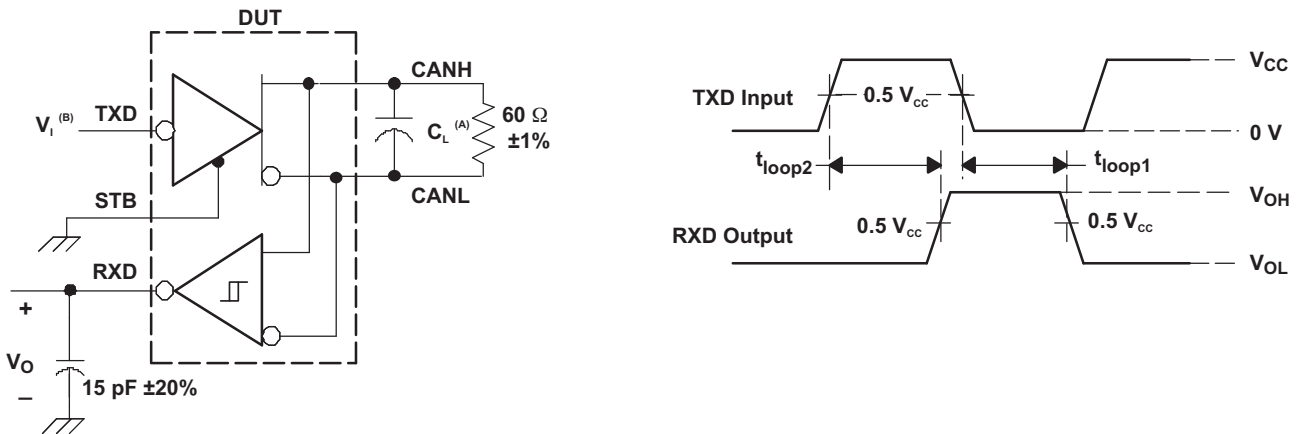 DUT
CANH
TXD
V_I (B)
C_L (A)
60 Ω
±1%
STB
CANL
RXD
+
V_O
–
15 pF ±20%
V_CC
TXD Input
0.5 V_CC
0 V
t_loop2
t_loop1
V_OH
0.5 V_CC
0.5 V_CC
RXD Output
V_OL